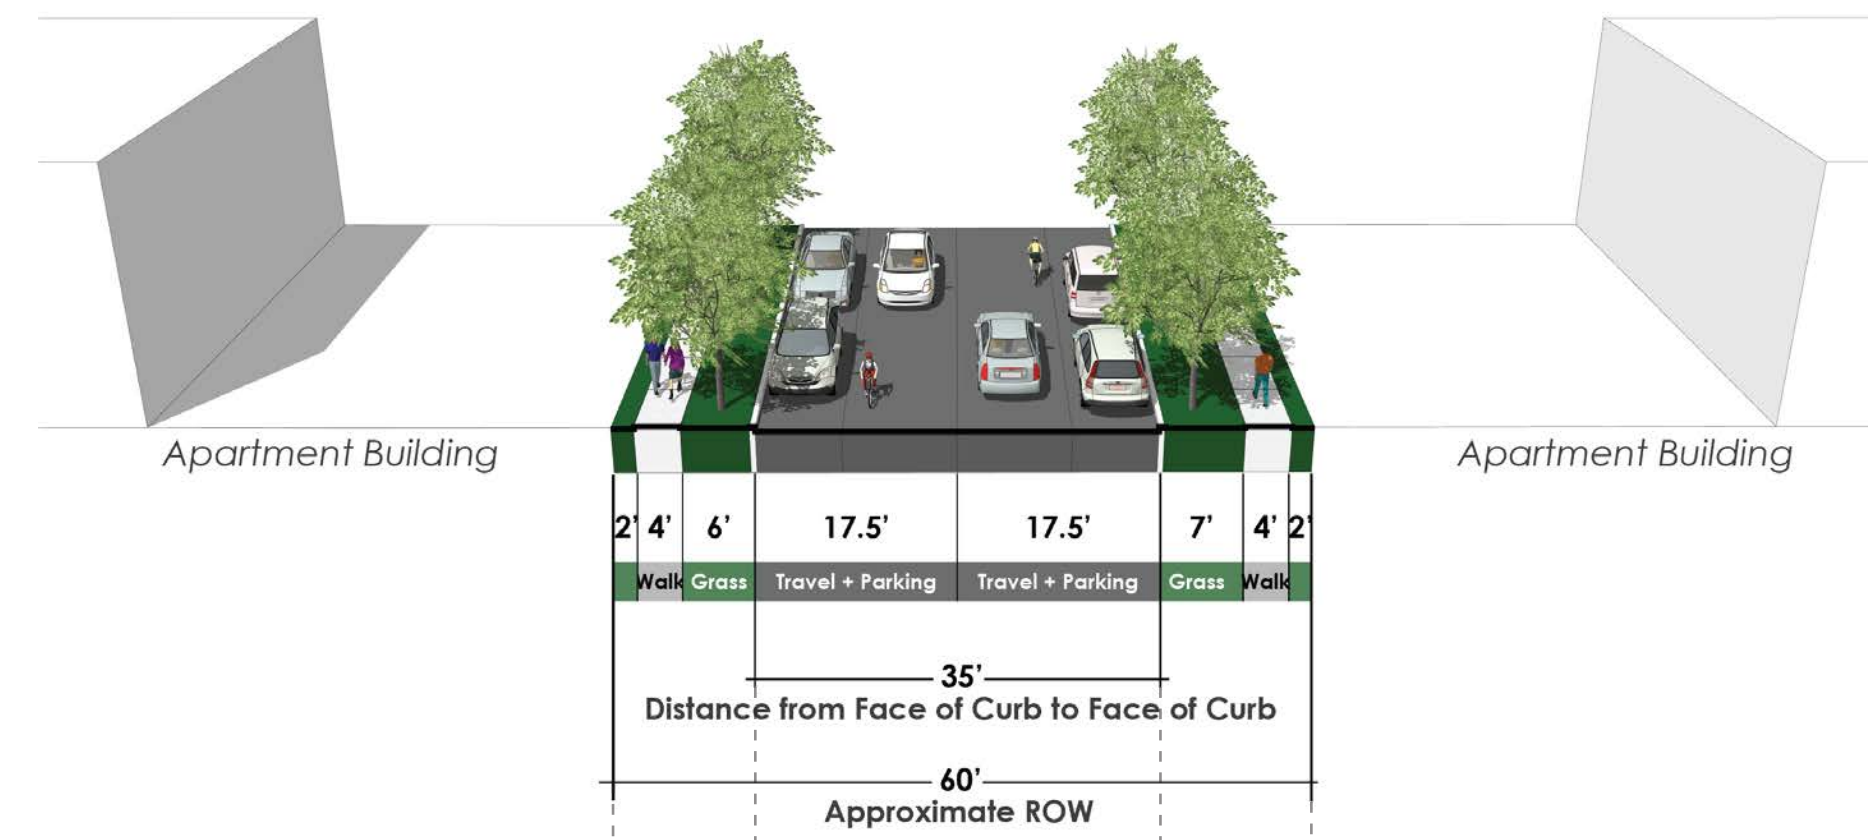 Apartment Building
Apartment Building
2’ 4’ 6’ 17.5’ 17.5’ 7’ 4’ 2’
Walk Grass Travel + Parking Travel + Parking Grass Walk
35’
Distance from Face of Curb to Face of Curb
60’
Approximate ROW